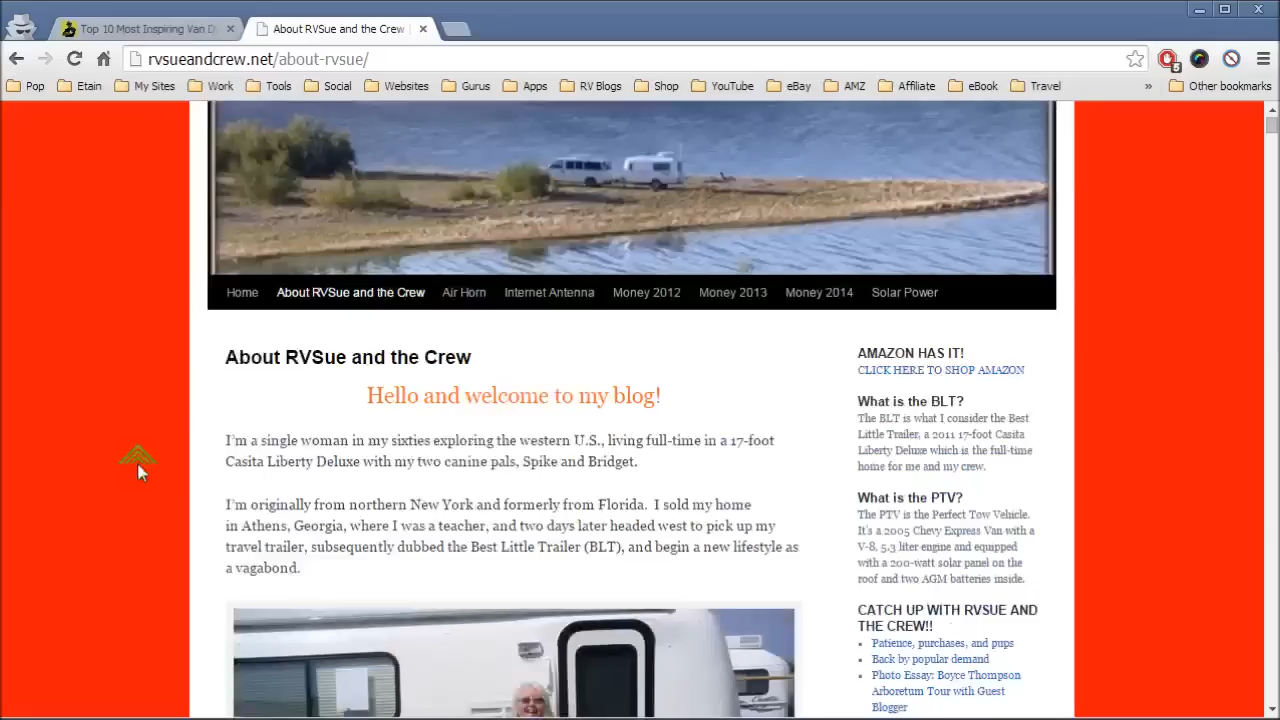 Top 10 Most Inspiring Van D
About RVSue and the Crew
rvsueandcrew.net/about-rvsue/
5
Pop Etain My Sites Work Tools Social Websites Gurus Apps RV Blogs Shop YouTube eBay AMZ Affiliate eBook Travel » Other bookmarks
Home About RVSue and the Crew Air Horn Internet Antenna Money 2012 Money 2013 Money 2014 Solar Power
About RVSue and the Crew
Hello and welcome to my blog!
I'm a single woman in my sixties exploring the western U.S., living full-time in a 17-foot
Casita Liberty Deluxe with my two canine pals, Spike and Bridget.
I'm originally from northern New York and formerly from Florida.  I sold my home
in Athens, Georgia, where I was a teacher, and two days later headed west to pick up my
travel trailer, subsequently dubbed the Best Little Trailer (BLT), and begin a new lifestyle as
a vagabond.
AMAZON HAS IT!
CLICK HERE TO SHOP AMAZON
What is the BLT?
The BLT is what I consider the Best
Little Trailer, a 2011 17-foot Casita
Liberty Deluxe which is the full-time
home for me and my crew.
What is the PTV?
The PTV is the Perfect Tow Vehicle.
It's a 2005 Chevy Express Van with a
V-8, 5.3 liter engine and equipped
with a 200-watt solar panel on the
roof and two AGM batteries inside.
CATCH UP WITH RVSUE AND
THE CREW!!
Patience, purchases, and pups
Back by popular demand
Photo Essay: Boyce Thompson
Arboretum Tour with Guest
Blogger